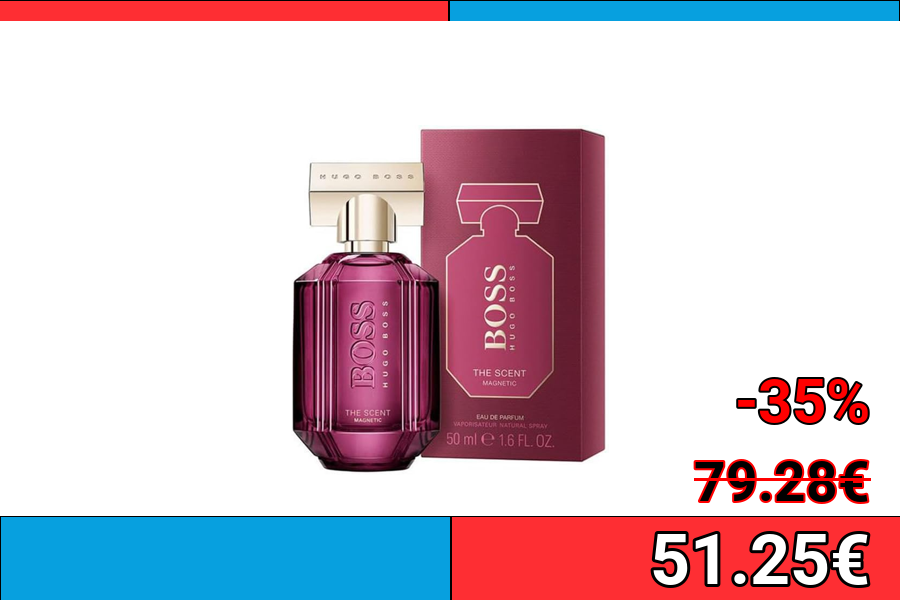 HUGO BOSS
BOSS
HUGO BOSS
THE SCENT
MAGNETIC
BOSS
HUGO BOSS
THE SCENT
MAGNETIC
EAU DE PARFUM
VAPORISATEUR NATURAL SPRAY
50 ml ℮ 1.6 FL. OZ.
-35%
79.28€
51.25€